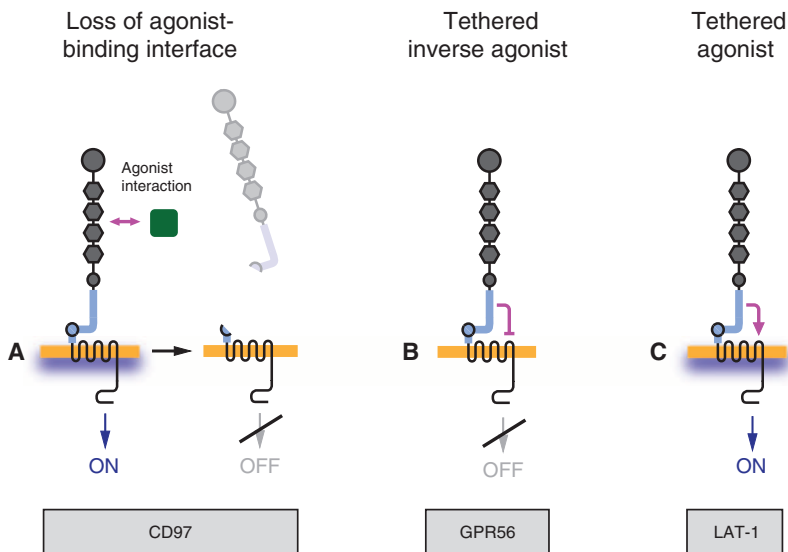 Loss of agonist-
binding interface
Tethered
inverse agonist
Tethered
agonist
Agonist
interaction
A
B
C
ON
OFF
OFF
ON
CD97
GPR56
LAT-1